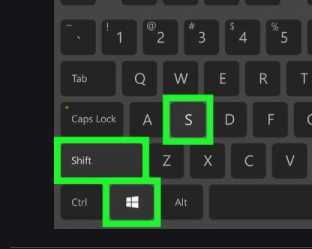 ~ ` ! 1 @ 2 # 3 $ 4 % 5
Tab Q W E R T
Caps Lock A S D F
Shift Z X C V
Ctrl Alt